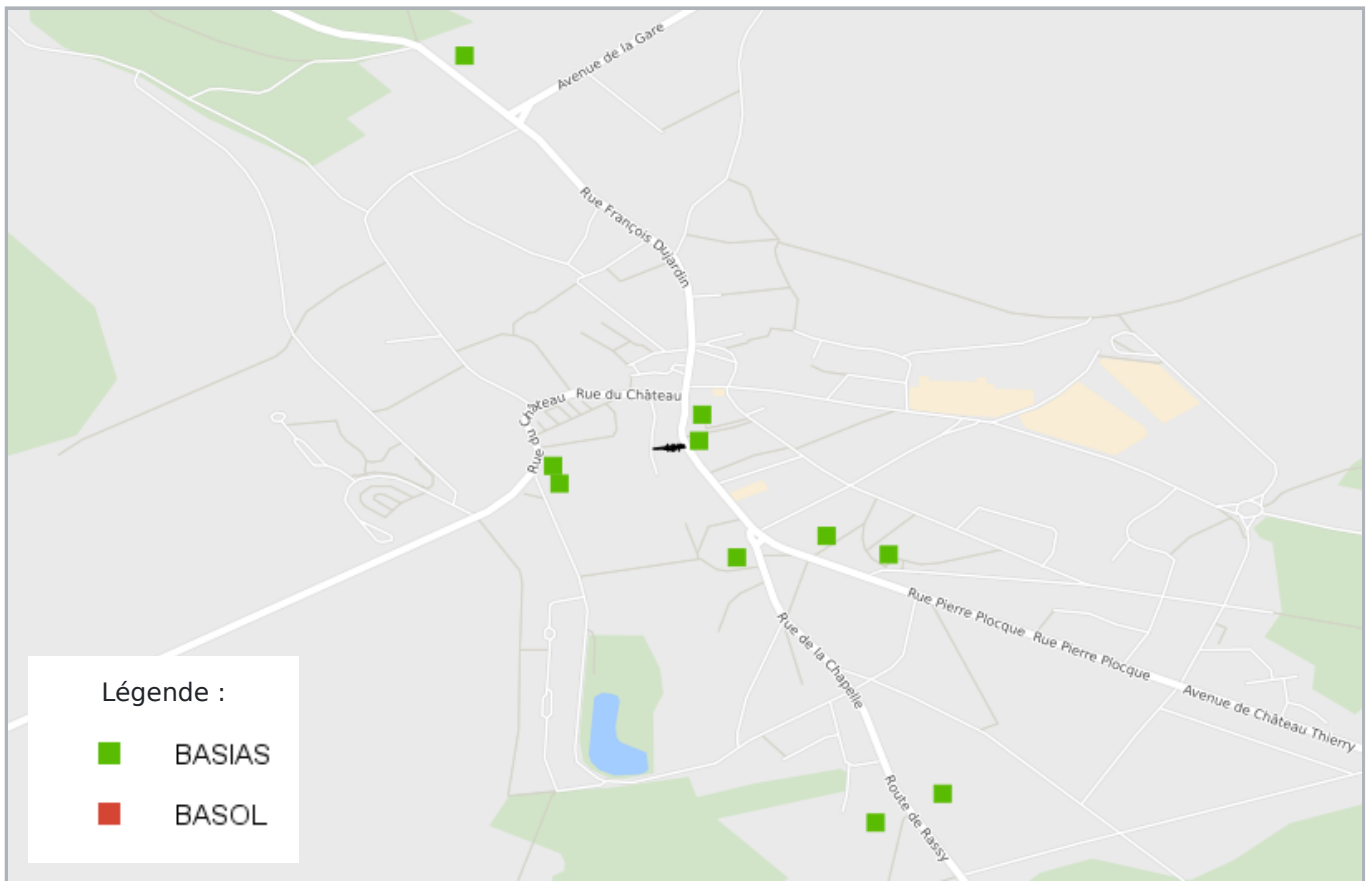 Avenue de la Gare
Rue François Dujardin
Rue du Château
Rue du Château
Rue Pierre Plocque
Rue Pierre Plocque
Rue de la Chapelle
Avenue de Château Thierry
Route de Rassy
Légende :
BASIAS
BASOL